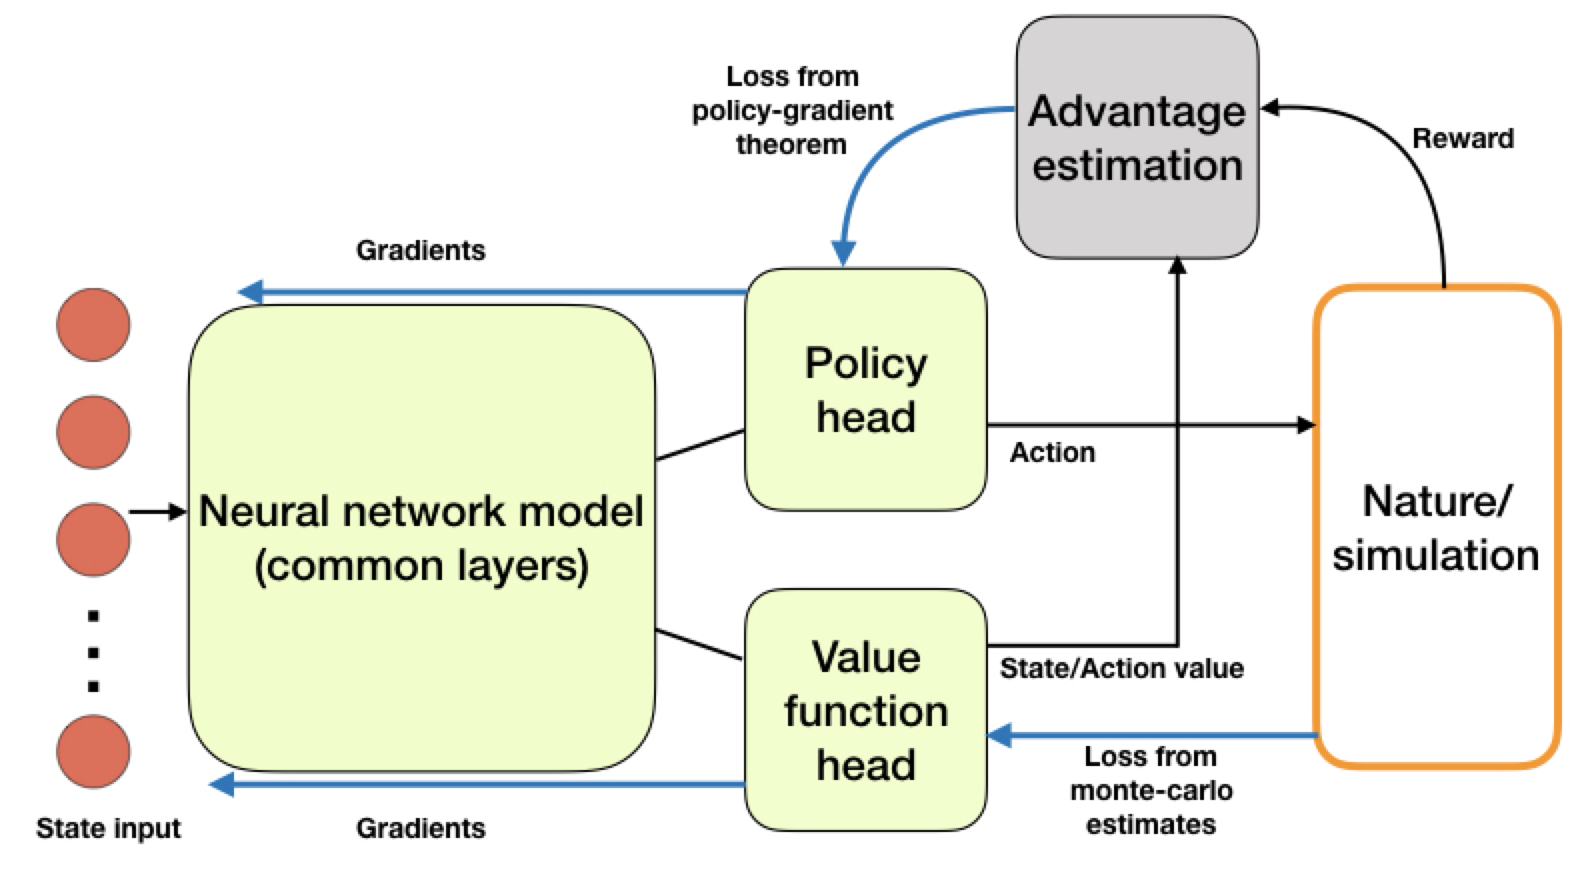 Loss from
policy-gradient
theorem
Advantage
estimation
Reward
Gradients
Policy
head
Action
Neural network model
(common layers)
Nature/
simulation
Value
function
head
State/Action value
Loss from
monte-carlo
estimates
State input
Gradients